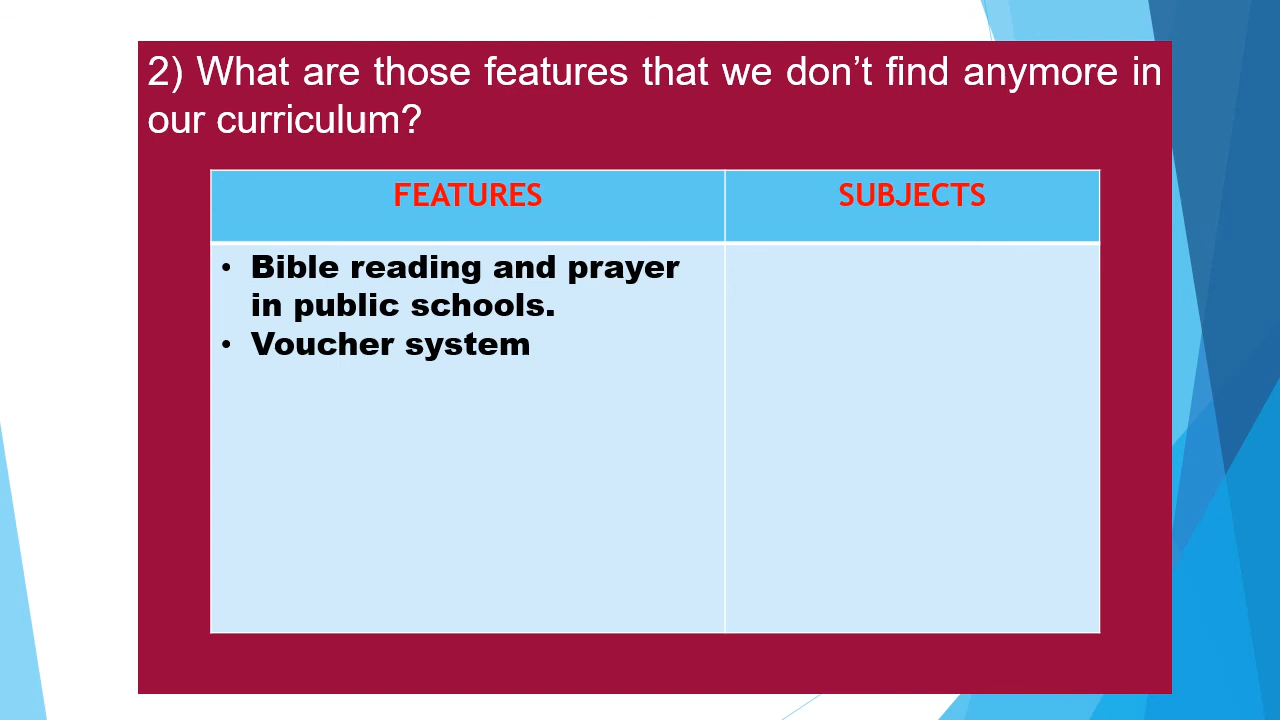 2) What are those features that we don’t find anymore in
our curriculum?
FEATURES
SUBJECTS
• Bible reading and prayer
in public schools.
• Voucher system